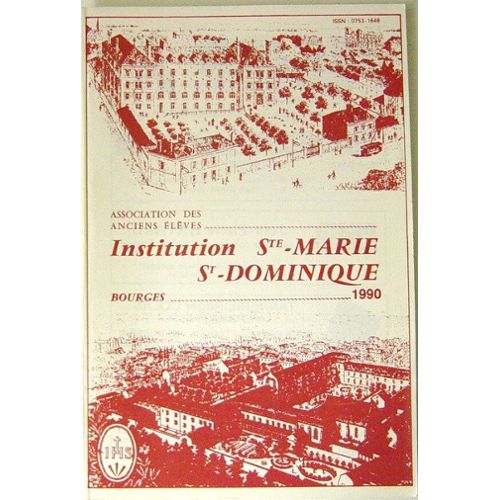 ISSN : 0753-1648
ASSOCIATION DES
ANCIENS ÉLÈVES
Institution STE-MARIE
ST-DOMINIQUE
BOURGES 1990
IHS